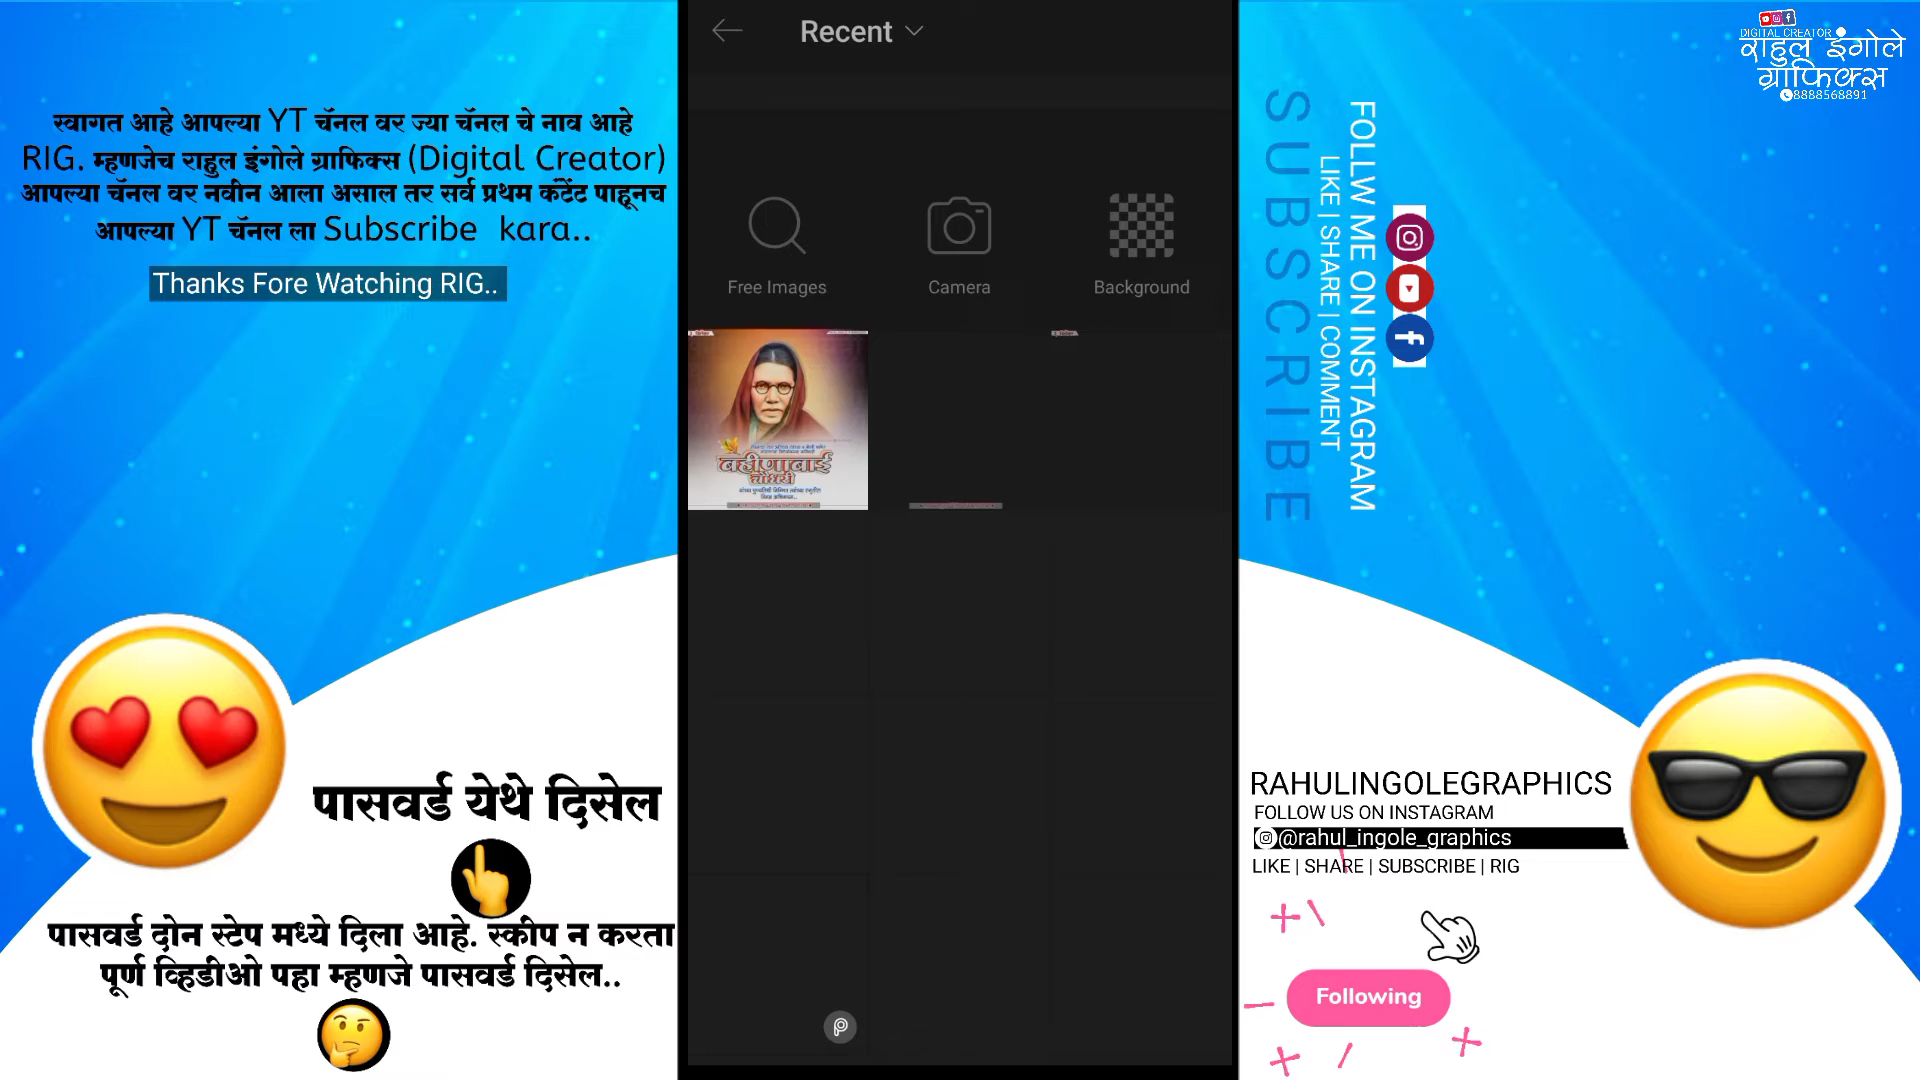 स्वागत आहे आपल्या YT चॅनल वर ज्या चॅनल चे नाव आहे
RIG. म्हणजेच राहुल इंगोले ग्राफिक्स (Digital Creator)
आपल्या चॅनल वर नवीन आला असाल तर सर्व प्रथम कंटेंट पाहूनच
आपल्या YT चॅनल ला Subscribe kara..
Thanks Fore Watching RIG..
पासवर्ड येथे दिसेल
पासवर्ड दोन स्टेप मध्ये दिला आहे. स्कीप न करता
पूर्ण व्हिडीओ पहा म्हणजे पासवर्ड दिसेल..
Recent
Free Images
Camera
Background
बहीणाबाई
चौधरी
SUBSCRIBE
LIKE | SHARE | COMMENT
FOLLW ME ON INSTAGRAM
DIGITAL CREATOR
राहुल इंगोले
ग्राफिक्स
8888568891
RAHULINGOLEGRAPHICS
FOLLOW US ON INSTAGRAM
@rahul_ingole_graphics
LIKE | SHARE | SUBSCRIBE | RIG
Following